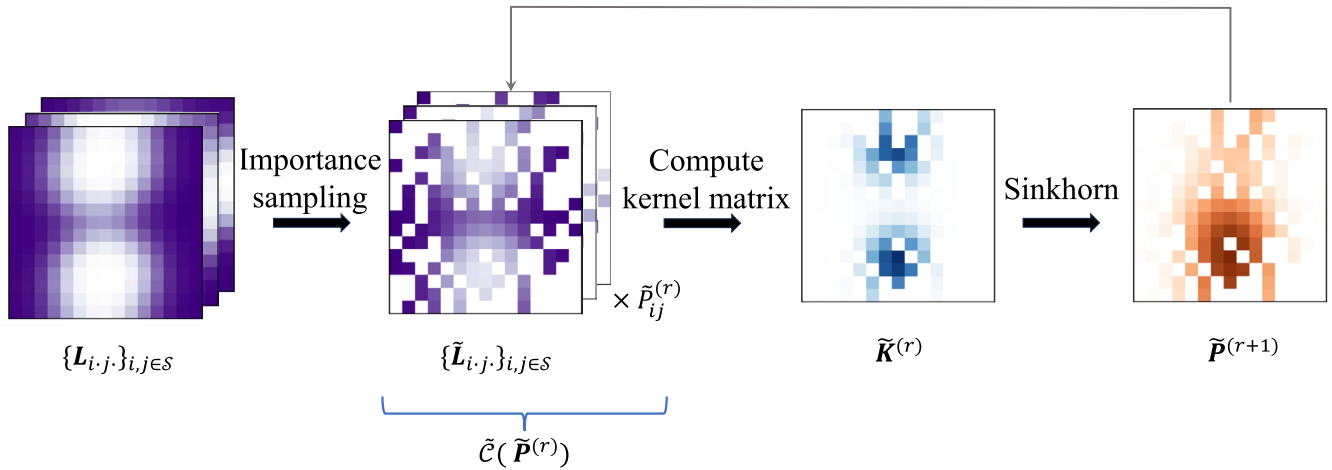 Importance
sampling
Compute
kernel matrix
Sinkhorn
× P̃ᵢⱼ⁽ʳ⁾
{𝑳ᵢ.ⱼ.}ᵢ,ⱼ∈𝒮
{𝑳̃ᵢ.ⱼ.}ᵢ,ⱼ∈𝒮
𝑲̃⁽ʳ⁾
𝑷̃⁽ʳ⁺¹⁾
𝒞̃( 𝑷̃⁽ʳ⁾)